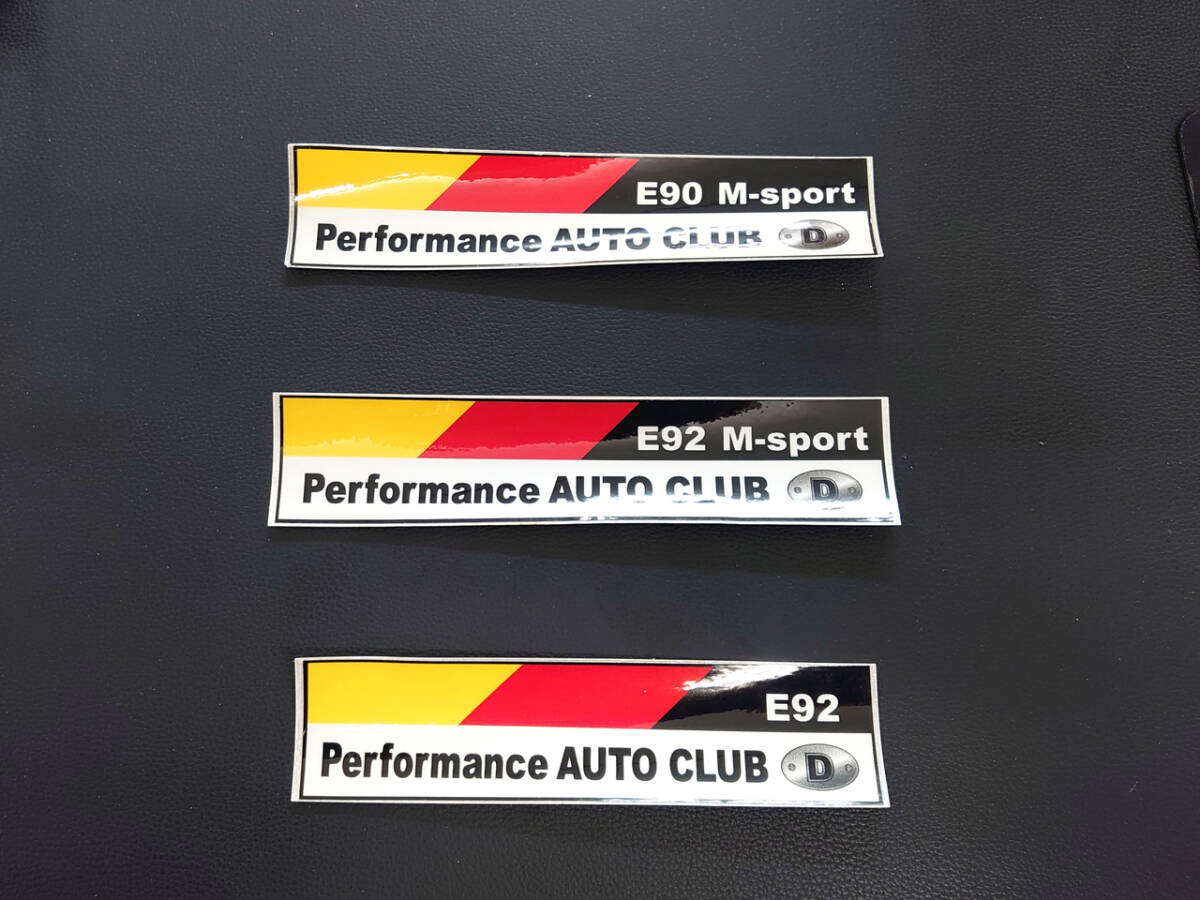 E90 M-sport
Performance AUTO CLUB D
E92 M-sport
Performance AUTO CLUB D
E92
Performance AUTO CLUB D